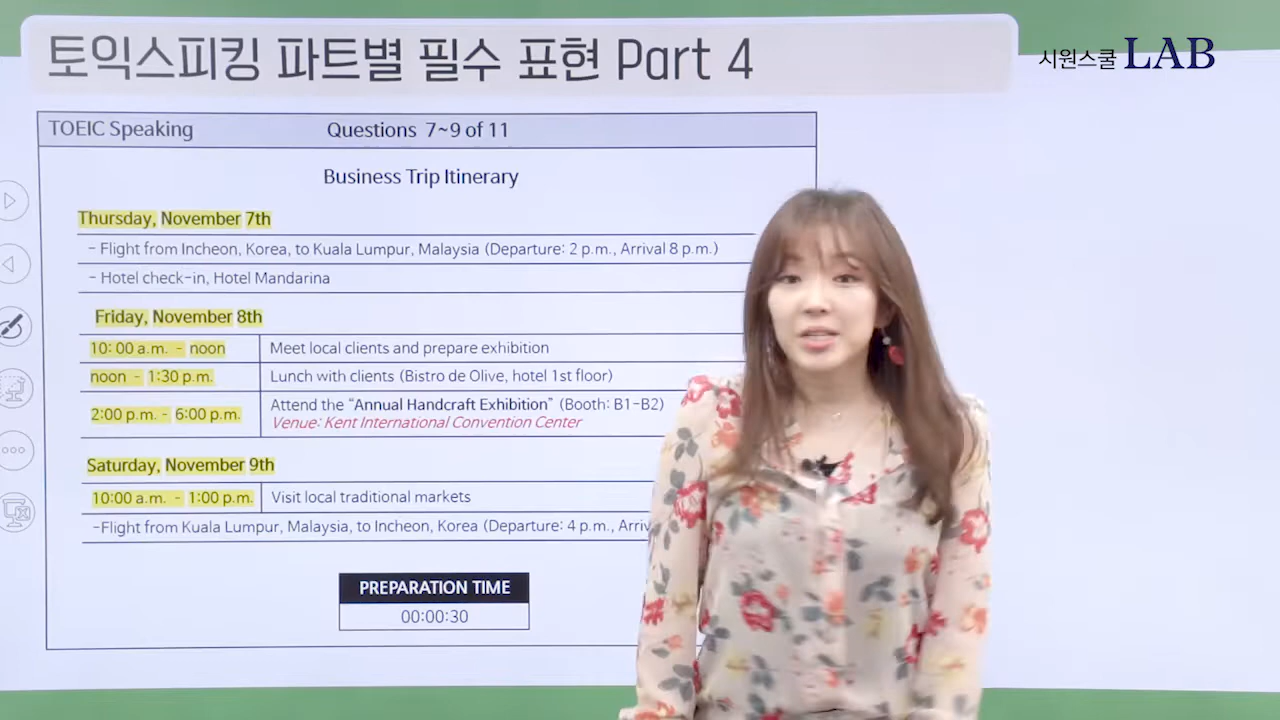 토익스피킹 파트별 필수 표현 Part 4
시원스쿨 LAB
TOEIC Speaking Questions 7~9 of 11
Business Trip Itinerary
Thursday, November 7th
- Flight from Incheon, Korea, to Kuala Lumpur, Malaysia (Departure: 2 p.m., Arrival 8 p.m.)
- Hotel check-in, Hotel Mandarina
Friday, November 8th
10: 00 a.m. - noon Meet local clients and prepare exhibition
noon - 1:30 p.m. Lunch with clients (Bistro de Olive, hotel 1st floor)
2:00 p.m. - 6:00 p.m. Attend the “Annual Handcraft Exhibition” (Booth: B1-B2)
Venue: Kent International Convention Center
Saturday, November 9th
10:00 a.m. - 1:00 p.m. Visit local traditional markets
-Flight from Kuala Lumpur, Malaysia, to Incheon, Korea (Departure: 4 p.m.,
PREPARATION TIME
00:00:30